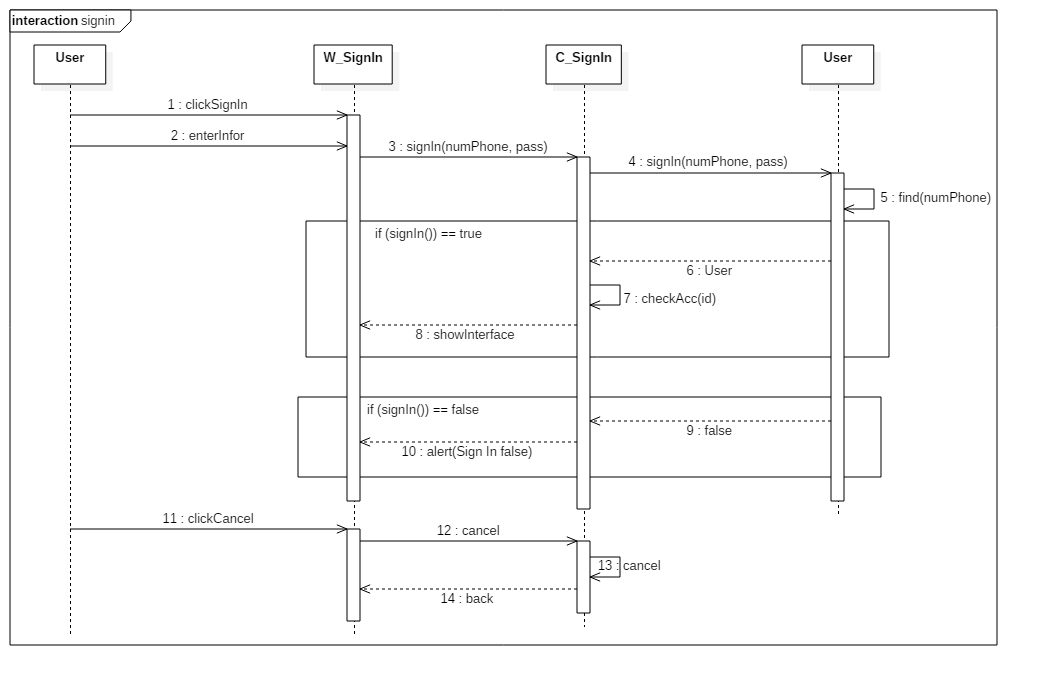 interaction signin
User
W_SignIn
C_SignIn
User
1 : clickSignIn
2 : enterInfor
3 : signIn(numPhone, pass)
4 : signIn(numPhone, pass)
5 : find(numPhone)
if (signIn()) == true
6 : User
7 : checkAcc(id)
8 : showInterface
if (signIn()) == false
9 : false
10 : alert(Sign In false)
11 : clickCancel
12 : cancel
13 : cancel
14 : back